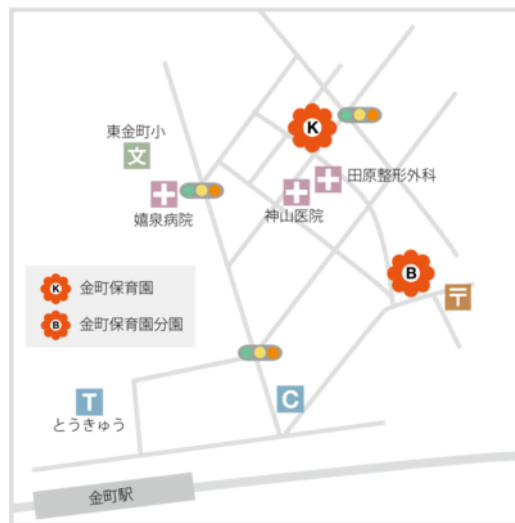 K
東金町小
文
田原整形外科
嬉泉病院
神山医院
B
〒
K 金町保育園
B 金町保育園分園
T
C
とうきゅう
金町駅